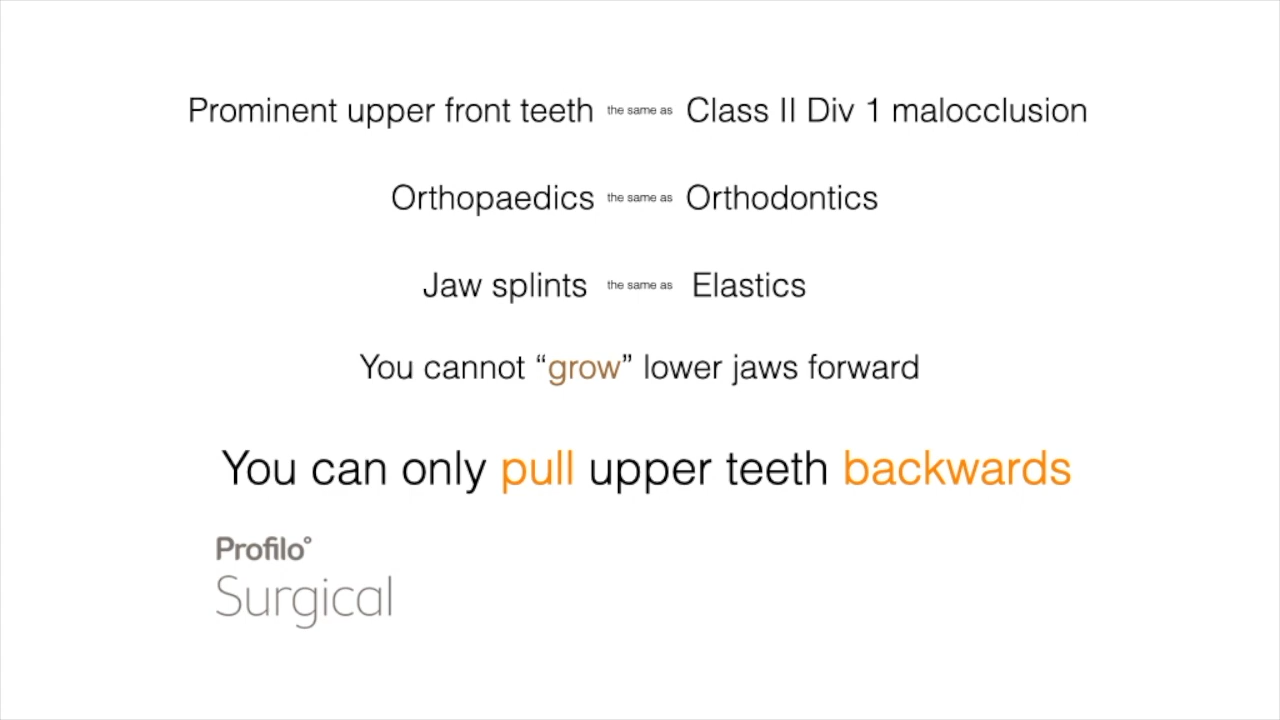 Prominent upper front teeth the same as Class II Div 1 malocclusion
Orthopaedics the same as Orthodontics
Jaw splints the same as Elastics
You cannot “grow” lower jaws forward
You can only pull upper teeth backwards
Profilo°
Surgical